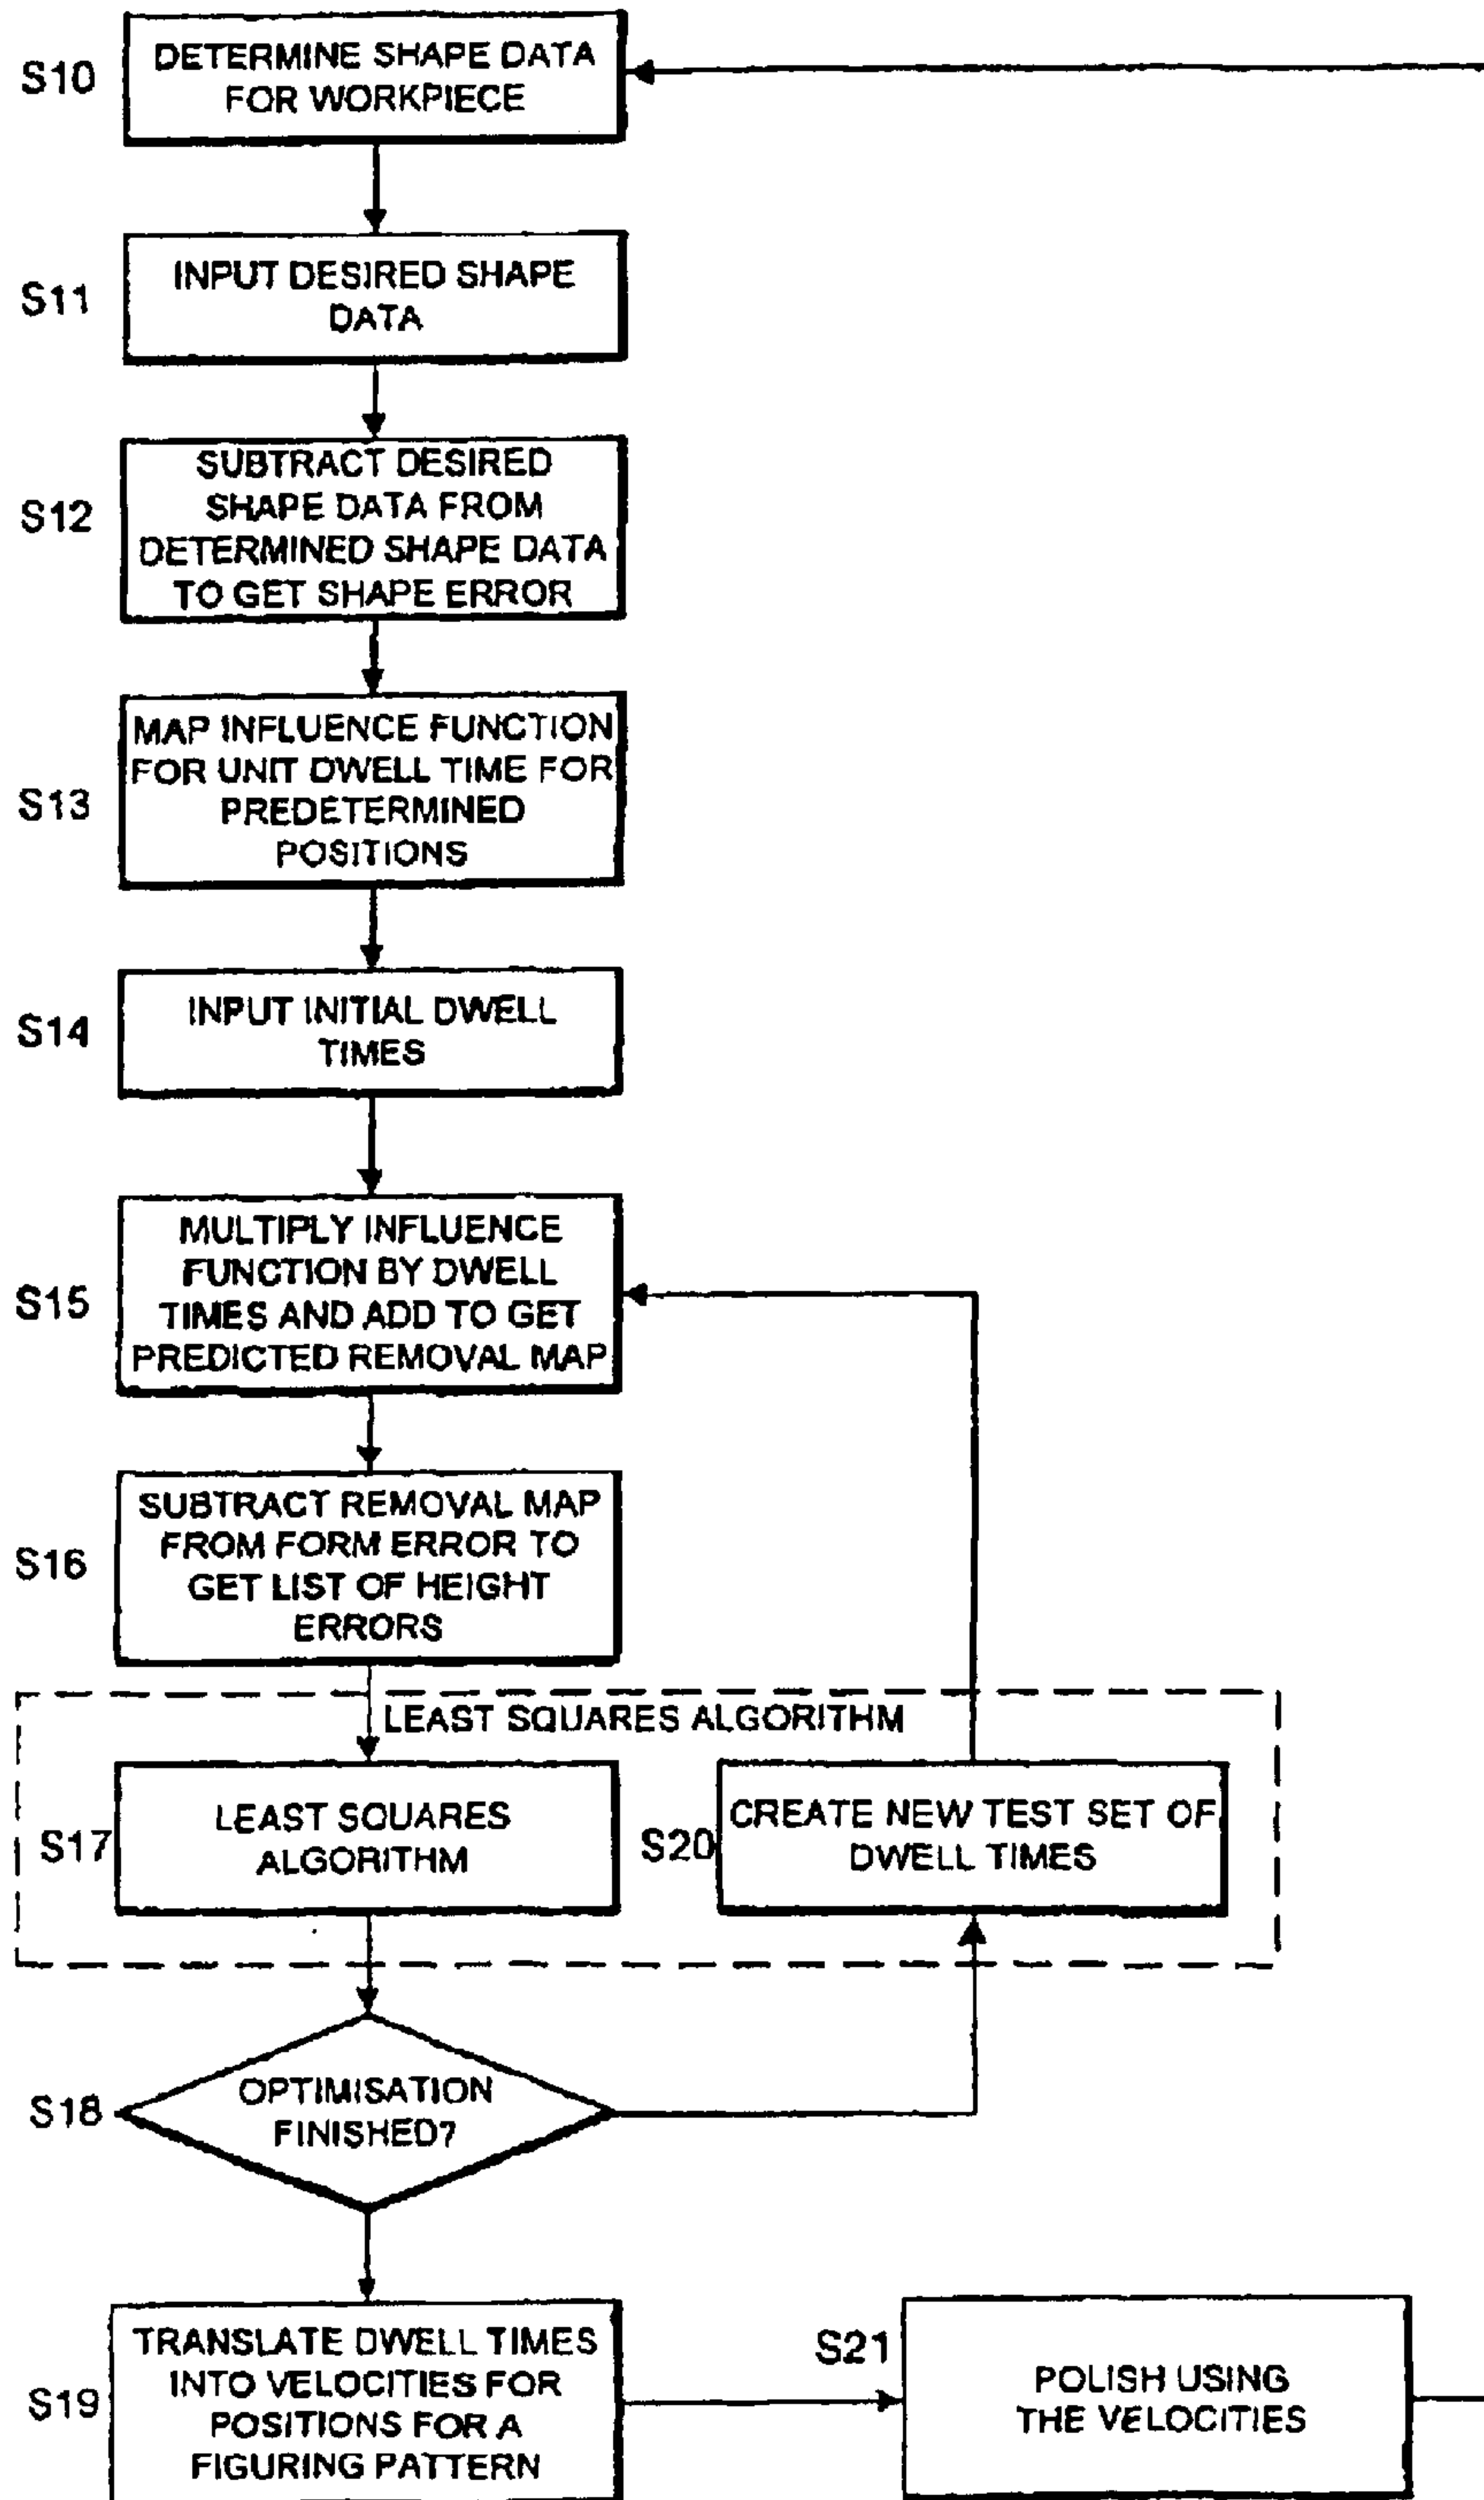 S10
DETERMINE SHAPE DATA
FOR WORKPIECE
S11
INPUT DESIRED SHAPE
DATA
S12
SUBTRACT DESIRED
SHAPE DATA FROM
DETERMINED SHAPE DATA
TO GET SHAPE ERROR
S13
MAP INFLUENCE FUNCTION
FOR UNIT DWELL TIME FOR
PREDETERMINED
POSITIONS
S14
INPUT INITIAL DWELL
TIMES
S15
MULTIPLY INFLUENCE
FUNCTION BY DWELL
TIMES AND ADD TO GET
PREDICTED REMOVAL MAP
S16
SUBTRACT REMOVAL MAP
FROM FORM ERROR TO
GET LIST OF HEIGHT
ERRORS
LEAST SQUARES ALGORITHM
S17
LEAST SQUARES
ALGORITHM
S20
CREATE NEW TEST SET OF
DWELL TIMES
S18
OPTIMISATION
FINISHED?
S19
TRANSLATE DWELL TIMES
INTO VELOCITIES FOR
POSITIONS FOR A
FIGURING PATTERN
S21
POLISH USING
THE VELOCITIES